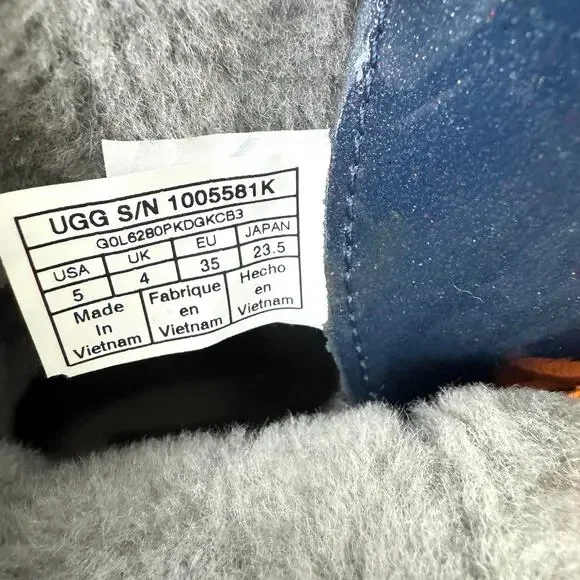 UGG S/N 1005581K
G0L62B0PKDGKCB3
USA UK EU JAPAN
5 4 35 23.5
Made In Vietnam
Fabrique en Vietnam
Hecho en Vietnam